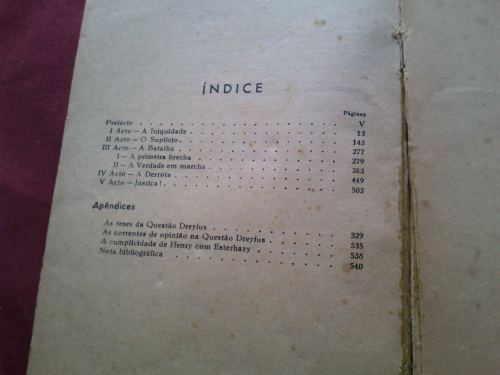 ÍNDICE
Páginas
Prefácio . . . . . . . . . . . . . . . V
I Acto — A Iniquidade . . . . . . . . . . . . 13
II Acto — O Suplício . . . . . . . . . . . . 143
III Acto — A Batalha . . . . . . . . . . . . 277
I — A primeira brecha . . . . . . . . . . . 279
II — A Verdade em marcha . . . . . . . . . . 363
IV Acto — A Derrota . . . . . . . . . . . . 449
V Acto — Justiça! . . . . . . . . . . . . 503
Apêndices
As teses da Questão Dreyfus . . . . . . . . . . 529
As correntes de opinião na Questão Dreyfus . . . . . . 535
A cumplicidade de Henry com Esterhazy . . . . . . . 538
Nota bibliográfica . . . . . . . . . . . . 540